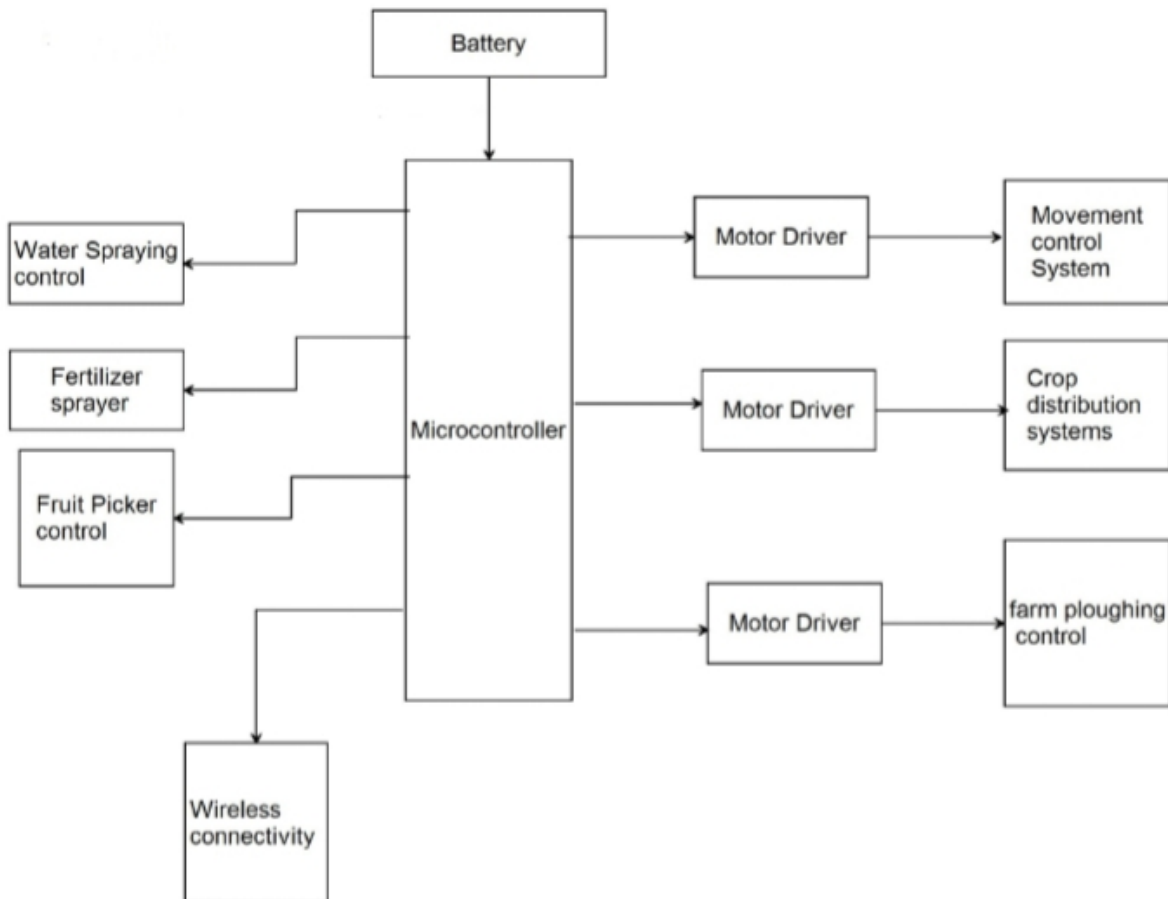 Battery
Water Spraying
control
Fertilizer
sprayer
Fruit Picker
control
Wireless
connectivity
Microcontroller
Motor Driver
Movement
control
System
Motor Driver
Crop
distribution
systems
Motor Driver
farm ploughing
control